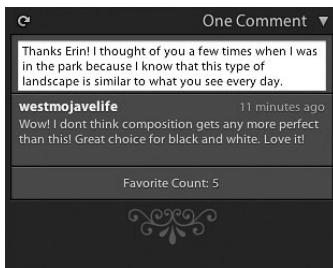 One Comment ▼
Thanks Erin! I thought of you a few times when I was
in the park because I know that this type of
landscape is similar to what you see every day.
westmojavelife 11 minutes ago
Wow! I dont think composition gets any more perfect
than this! Great choice for black and white. Love it!
Favorite Count: 5